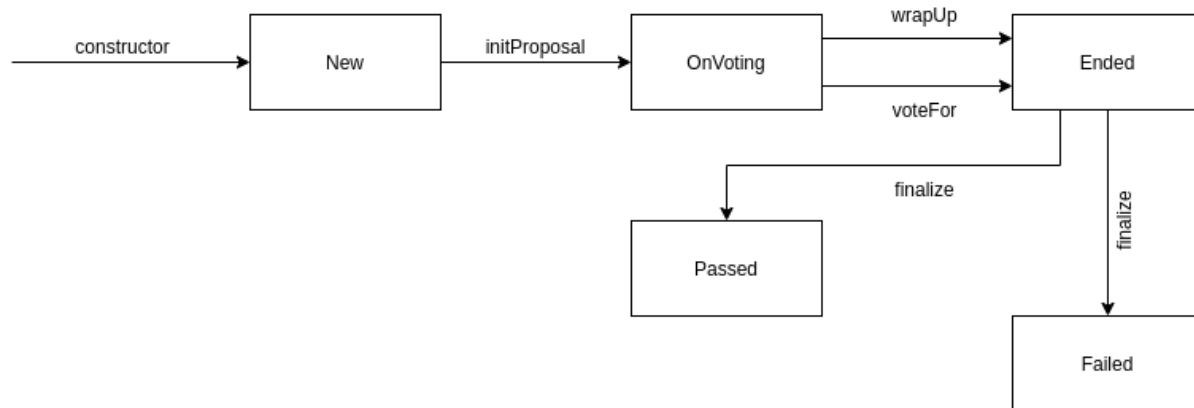 wrapUp
constructor
New
initProposal
OnVoting
Ended
voteFor
finalize
finalize
Passed
Failed